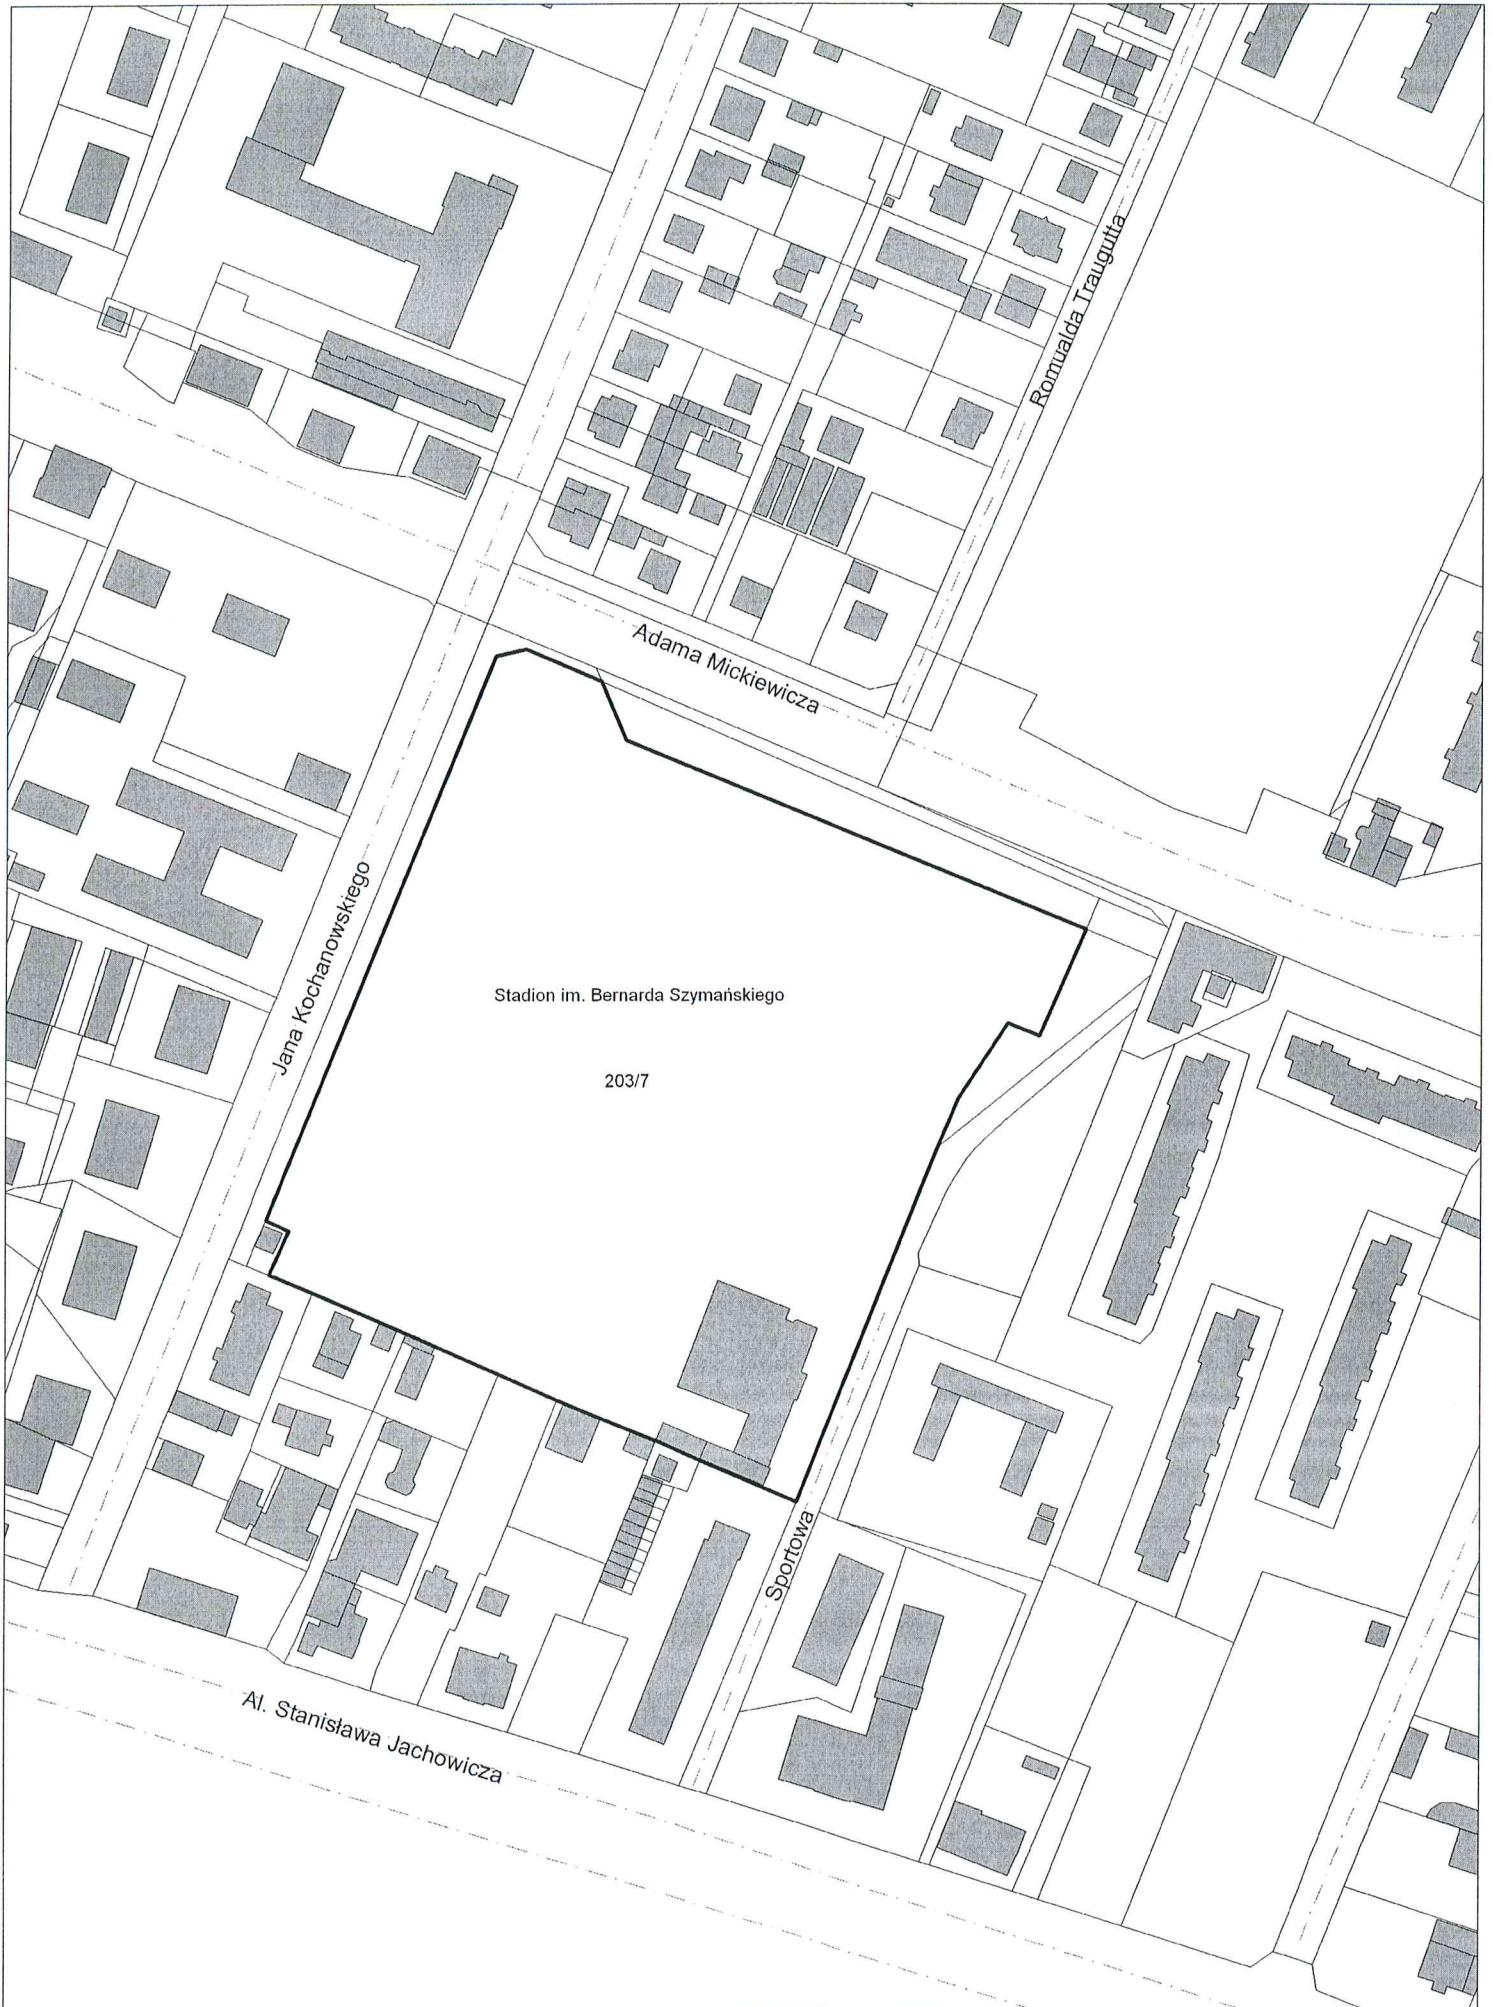 Romualda Traugutta
Adama Mickiewicza
Jana Kochanowskiego
Stadion im. Bernarda Szymańskiego
203/7
Sportowa
Al. Stanisława Jachowicza